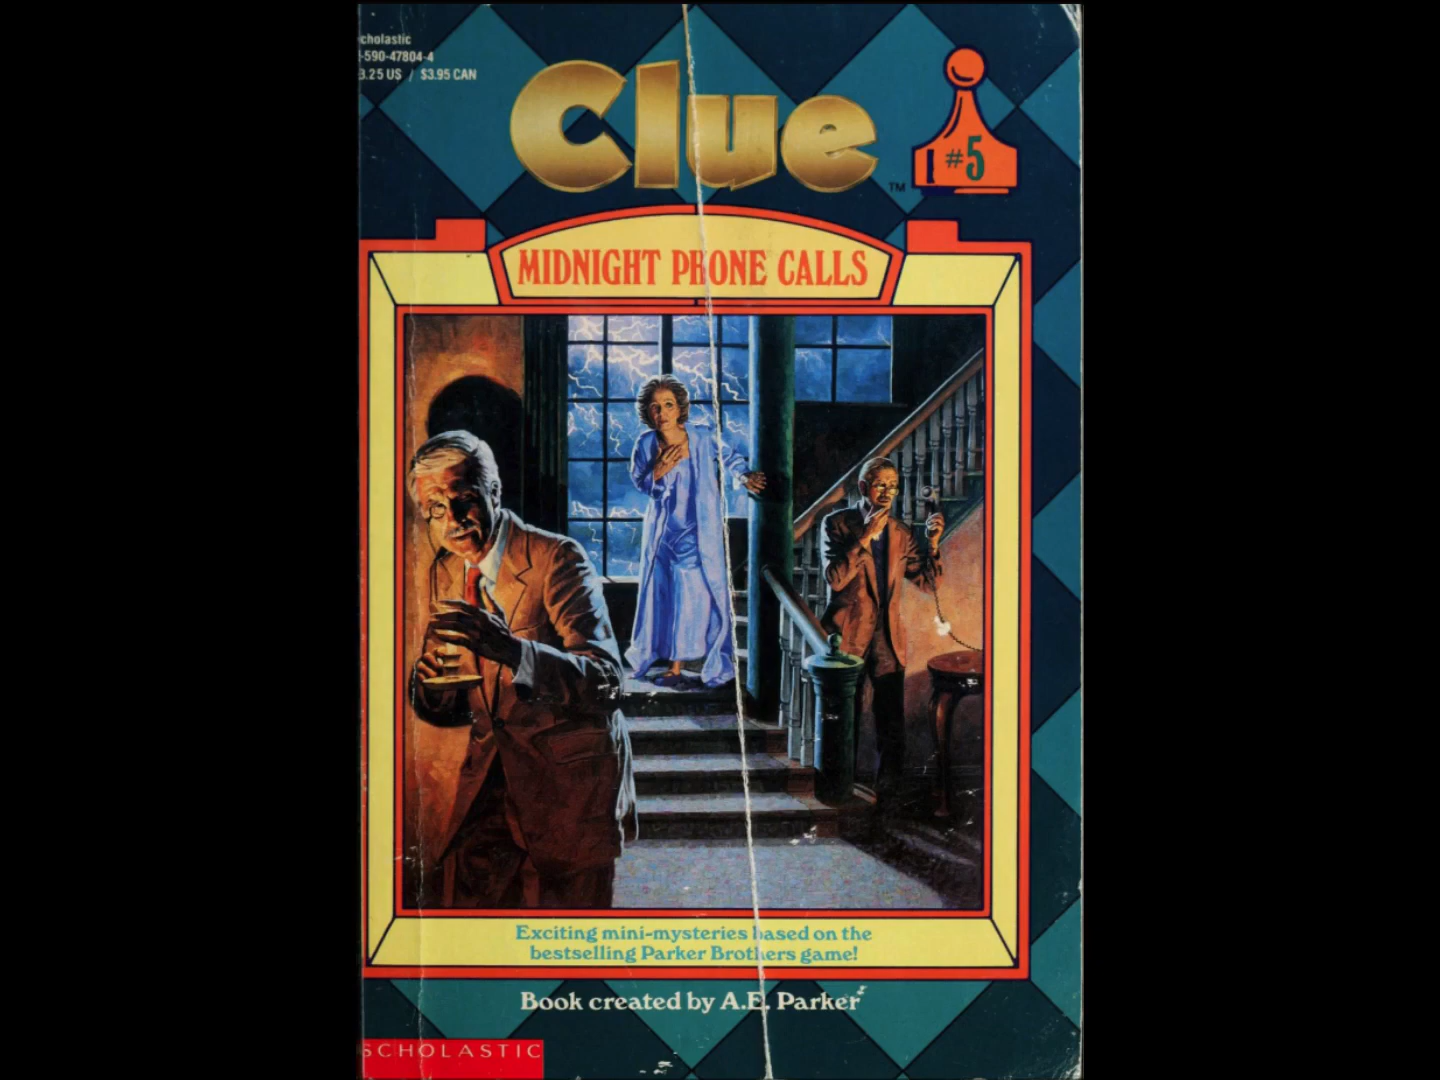 cholastic
-590-47804-4
3.25 US / $3.95 CAN
Clue
TM
#5
MIDNIGHT PHONE CALLS
Exciting mini-mysteries based on the
bestselling Parker Brothers game!
Book created by A.E. Parker
SCHOLASTIC